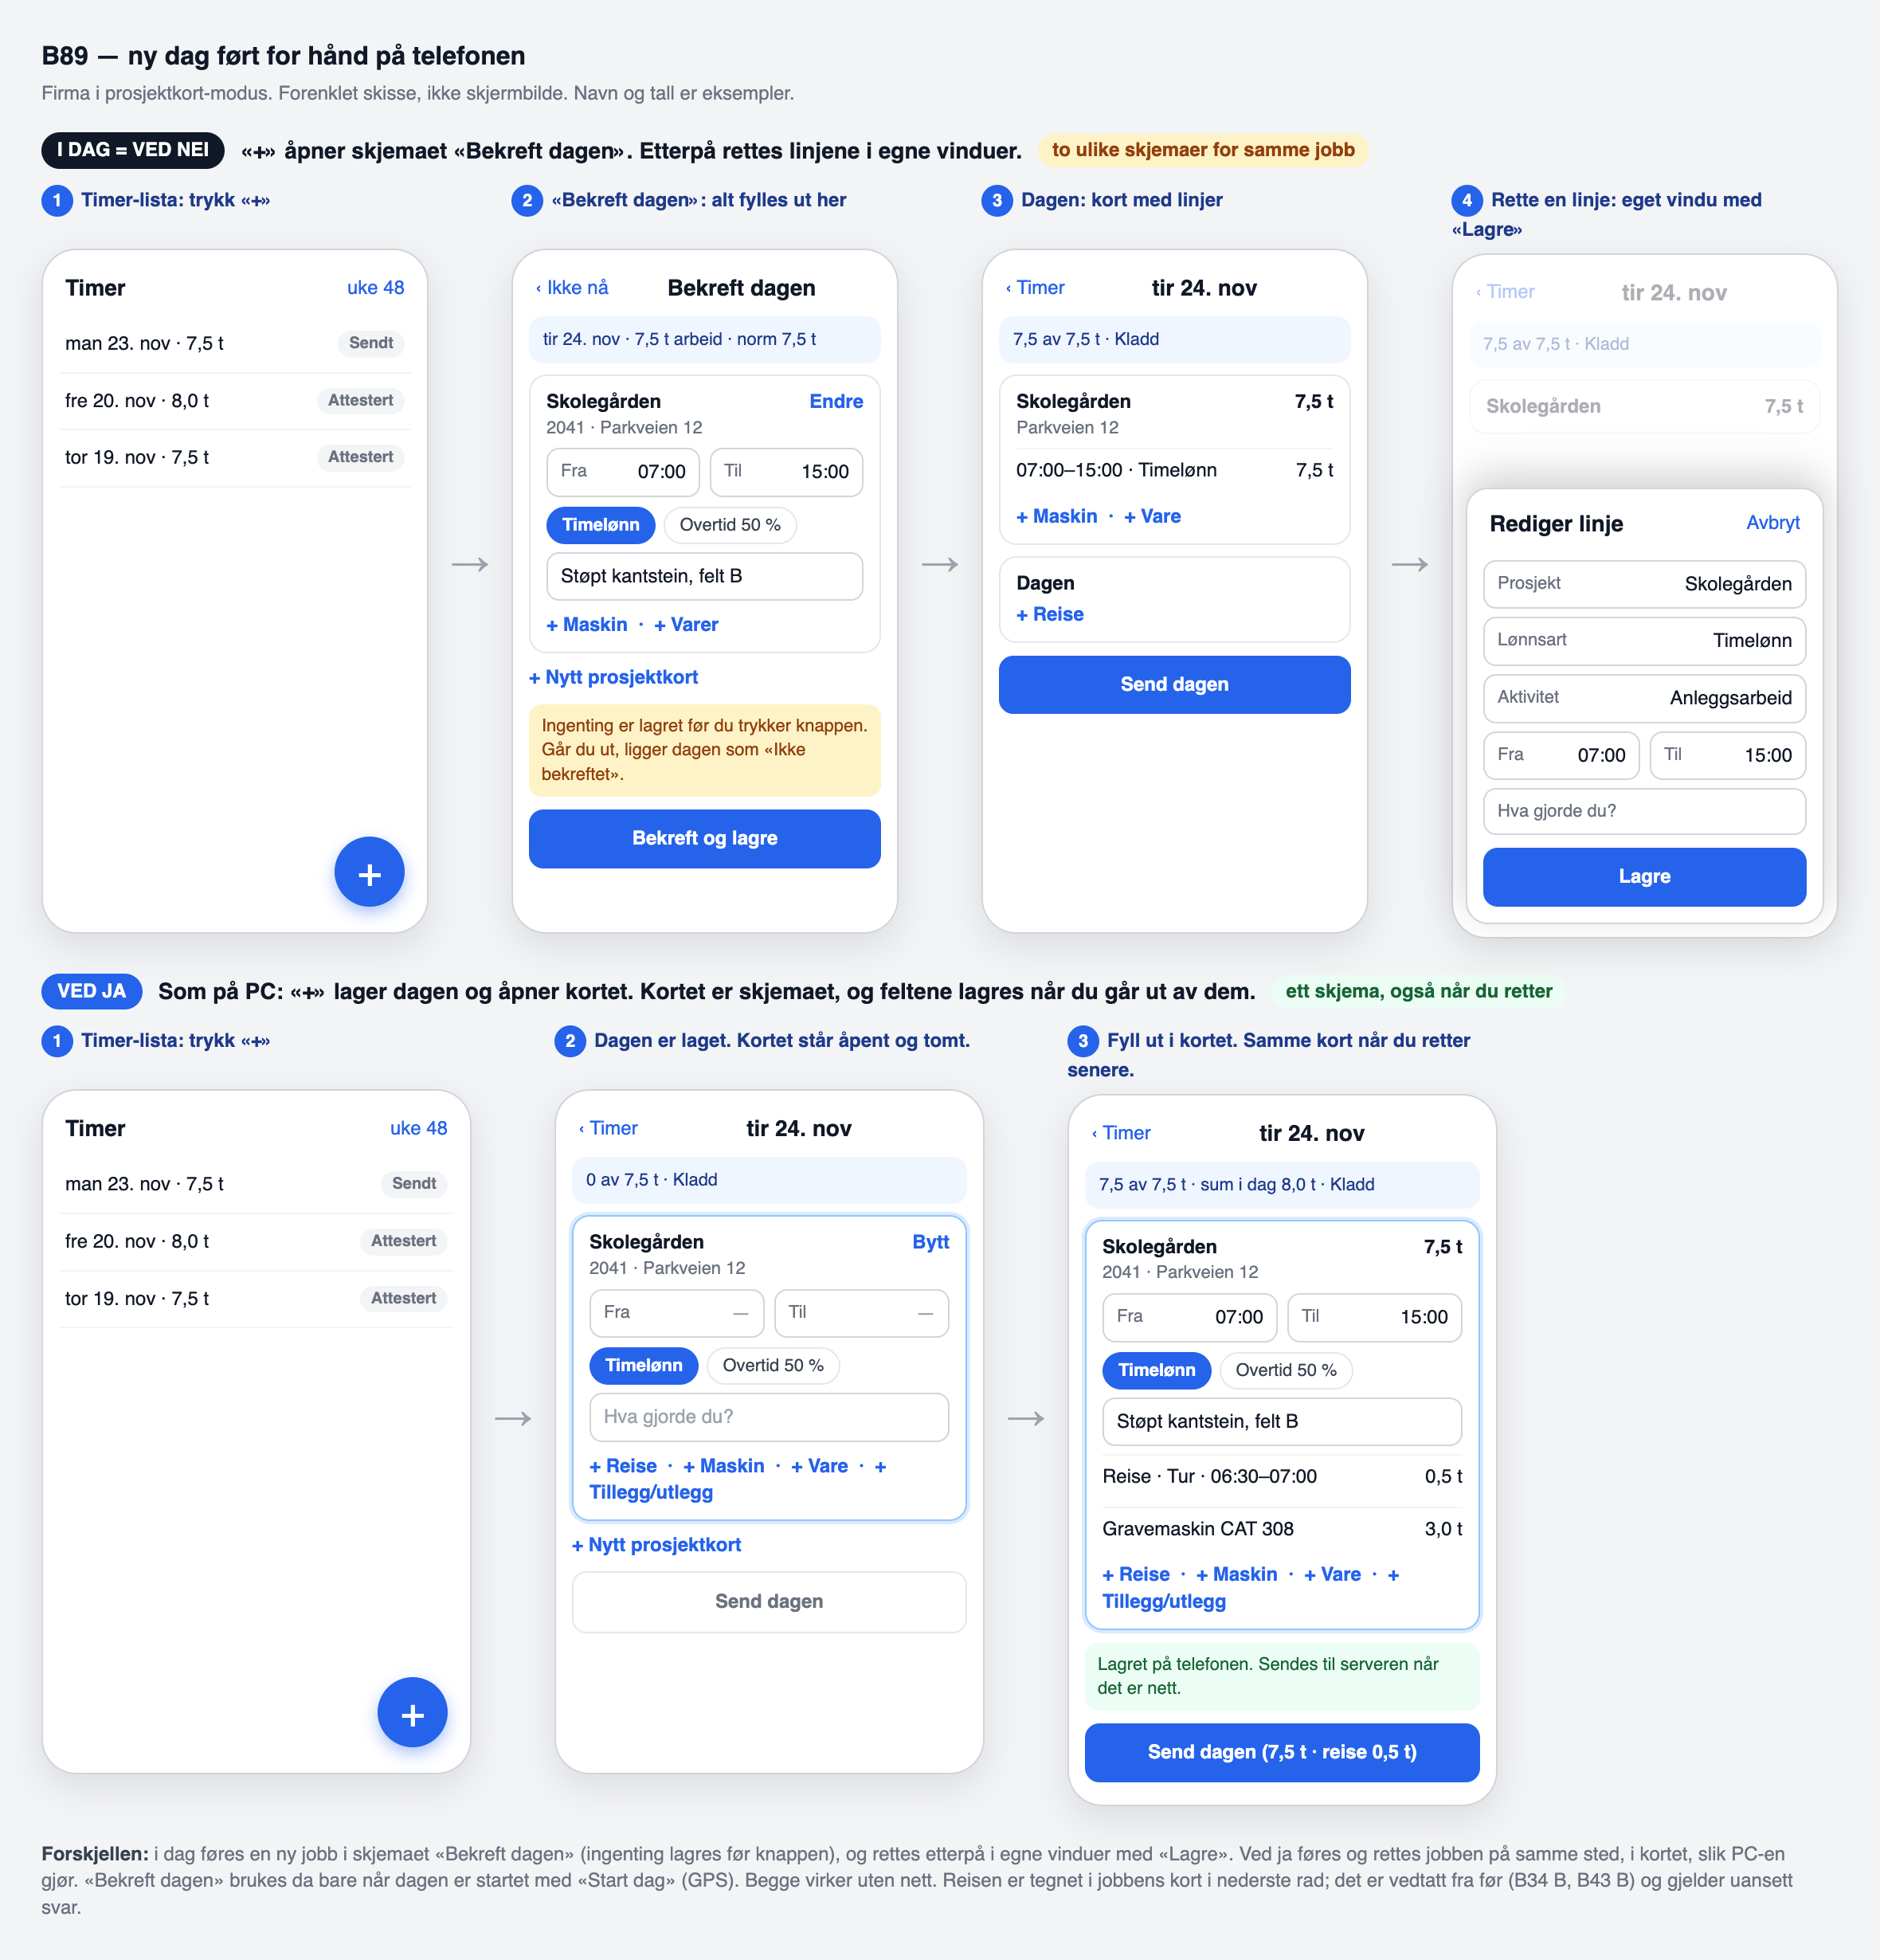 B89 — ny dag ført for hånd på telefonen
Firma i prosjektkort-modus. Forenklet skisse, ikke skjermbilde. Navn og tall er eksempler.
I DAG = VED NEI «+» åpner skjemaet «Bekreft dagen». Etterpå rettes linjene i egne vinduer. to ulike skjemaer for samme jobb
1 Timer-lista: trykk «+»
Timer uke 48
man 23. nov · 7,5 t Sendt
fre 20. nov · 8,0 t Attestert
tor 19. nov · 7,5 t Attestert
+
→
2 «Bekreft dagen»: alt fylles ut her
‹ Ikke nå Bekreft dagen
tir 24. nov · 7,5 t arbeid · norm 7,5 t
Skolegården Endre
2041 · Parkveien 12
Fra 07:00 Til 15:00
Timelønn Overtid 50 %
Støpt kantstein, felt B
+ Maskin · + Varer
+ Nytt prosjektkort
Ingenting er lagret før du trykker knappen.
Går du ut, ligger dagen som «Ikke
bekreftet».
Bekreft og lagre
→
3 Dagen: kort med linjer
‹ Timer tir 24. nov
7,5 av 7,5 t · Kladd
Skolegården 7,5 t
Parkveien 12
07:00–15:00 · Timelønn 7,5 t
+ Maskin · + Vare
Dagen
+ Reise
Send dagen
→
4 Rette en linje: eget vindu med
«Lagre»
‹ Timer tir 24. nov
7,5 av 7,5 t · Kladd
Skolegården 7,5 t
Rediger linje Avbryt
Prosjekt Skolegården
Lønnsart Timelønn
Aktivitet Anleggsarbeid
Fra 07:00 Til 15:00
Hva gjorde du?
Lagre
VED JA Som på PC: «+» lager dagen og åpner kortet. Kortet er skjemaet, og feltene lagres når du går ut av dem. ett skjema, også når du retter
1 Timer-lista: trykk «+»
Timer uke 48
man 23. nov · 7,5 t Sendt
fre 20. nov · 8,0 t Attestert
tor 19. nov · 7,5 t Attestert
+
→
2 Dagen er laget. Kortet står åpent og tomt.
‹ Timer tir 24. nov
0 av 7,5 t · Kladd
Skolegården Bytt
2041 · Parkveien 12
Fra — Til —
Timelønn Overtid 50 %
Hva gjorde du?
+ Reise · + Maskin · + Vare · +
Tillegg/utlegg
+ Nytt prosjektkort
Send dagen
→
3 Fyll ut i kortet. Samme kort når du retter
senere.
‹ Timer tir 24. nov
7,5 av 7,5 t · sum i dag 8,0 t · Kladd
Skolegården 7,5 t
2041 · Parkveien 12
Fra 07:00 Til 15:00
Timelønn Overtid 50 %
Støpt kantstein, felt B
Reise · Tur · 06:30–07:00 0,5 t
Gravemaskin CAT 308 3,0 t
+ Reise · + Maskin · + Vare · +
Tillegg/utlegg
Lagret på telefonen. Sendes til serveren når
det er nett.
Send dagen (7,5 t · reise 0,5 t)
Forskjellen: i dag føres en ny jobb i skjemaet «Bekreft dagen» (ingenting lagres før knappen), og rettes etterpå i egne vinduer med «Lagre». Ved ja føres og rettes jobben på samme sted, i kortet, slik PC-en
gjør. «Bekreft dagen» brukes da bare når dagen er startet med «Start dag» (GPS). Begge virker uten nett. Reisen er tegnet i jobbens kort i nederste rad; det er vedtatt fra før (B34 B, B43 B) og gjelder uansett
svar.